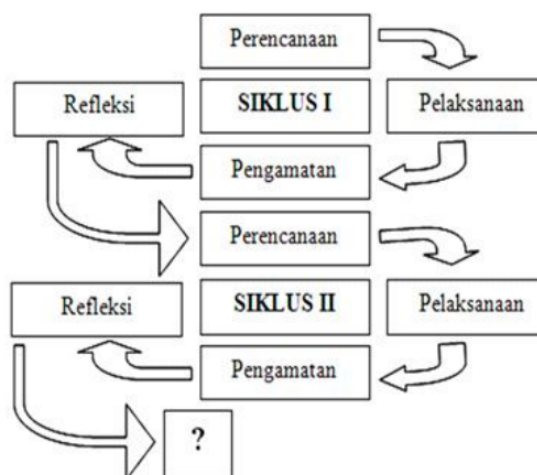 Perencanaan
Refleksi
SIKLUS I
Pelaksanaan
Pengamatan
Perencanaan
Refleksi
SIKLUS II
Pelaksanaan
Pengamatan
?